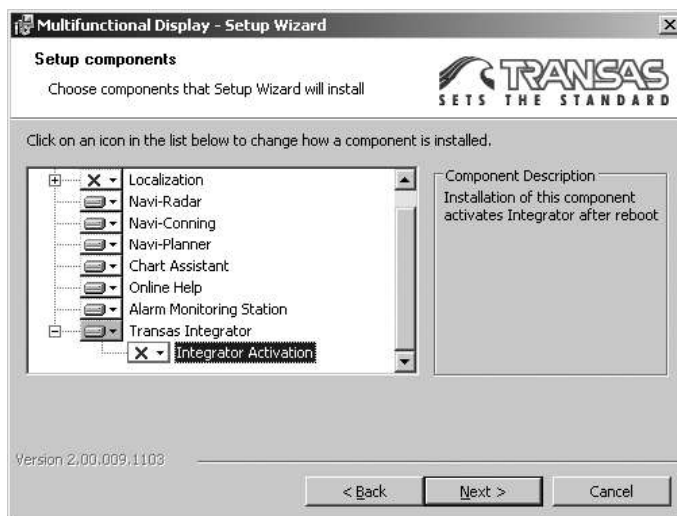 Multifunctional Display - Setup Wizard
Setup components
Choose components that Setup Wizard will install
TRANSAS
SETS THE STANDARD
Click on an icon in the list below to change how a component is installed.
Localization
Navi-Radar
Navi-Conning
Navi-Planner
Chart Assistant
Online Help
Alarm Monitoring Station
Transas Integrator
Integrator Activation
Component Description
Installation of this component
activates Integrator after reboot
Version 2.00.009.1103
< Back
Next >
Cancel